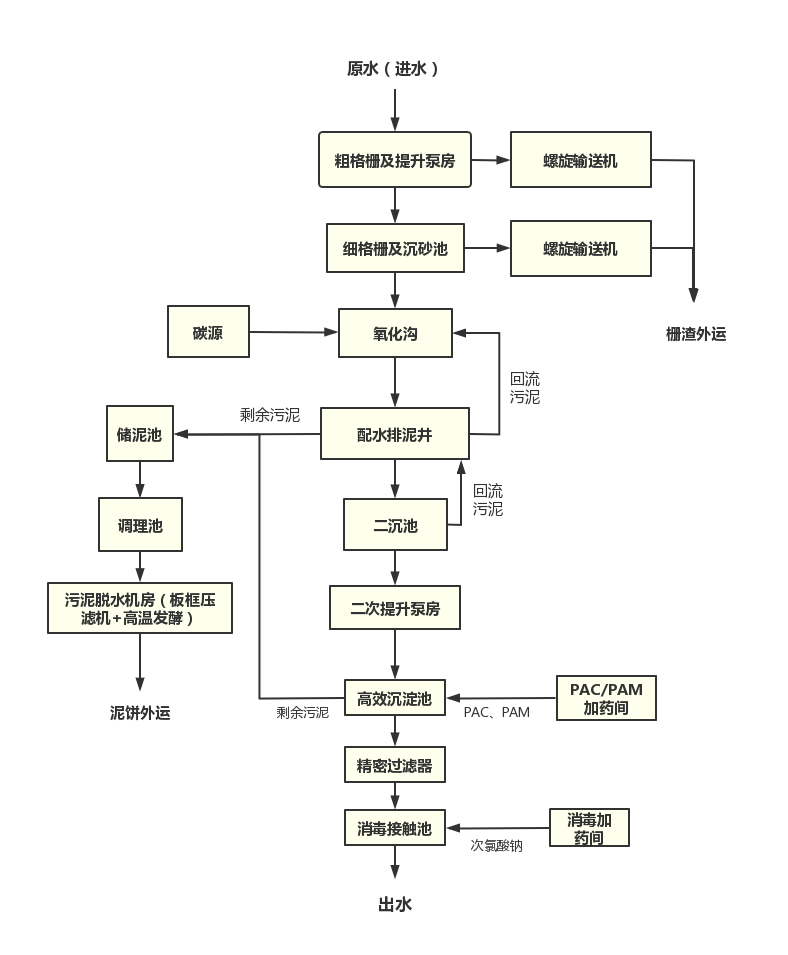 原水（进水）
粗格栅及提升泵房
螺旋输送机
细格栅及沉砂池
螺旋输送机
碳源
氧化沟
栅渣外运
回流
污泥
剩余污泥
储泥池
配水排泥井
回流
污泥
调理池
二沉池
污泥脱水机房（板框压
滤机+高温发酵）
二次提升泵房
泥饼外运
高效沉淀池
剩余污泥
PAC、PAM
PAC/PAM
加药间
精密过滤器
消毒接触池
次氯酸钠
消毒加
药间
出水